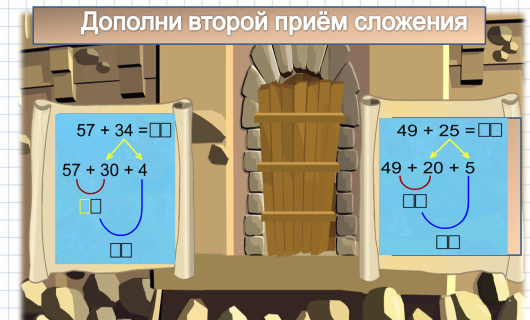 Дополни второй приём сложения
57 + 34 = □□
57 + 30 + 4
□□
□□
49 + 25 = □□
49 + 20 + 5
□□
□□